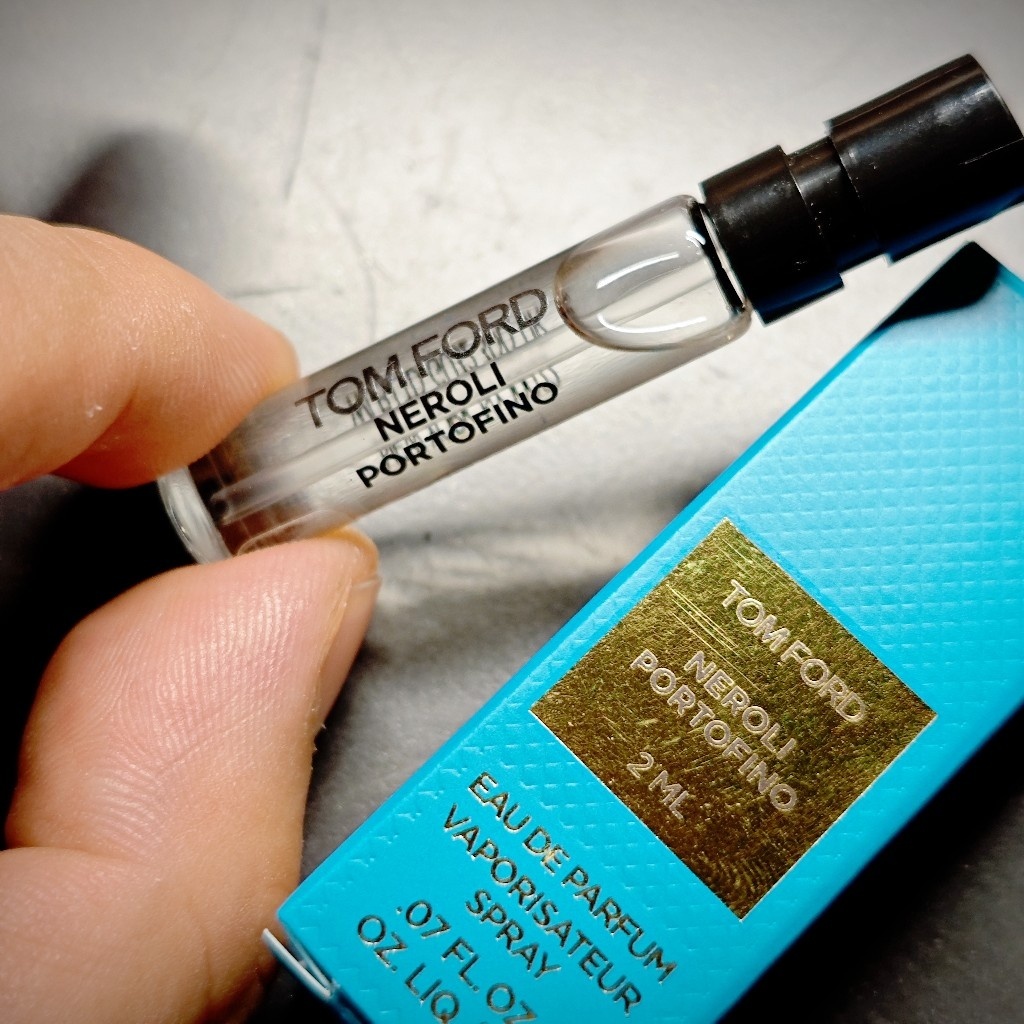 TOM FORD
NEROLI
PORTOFINO
TOM FORD
NEROLI
PORTOFINO
2 ML
EAU DE PARFUM
VAPORISATEUR
SPRAY
.07 FL. OZ
OZ. LIQ.